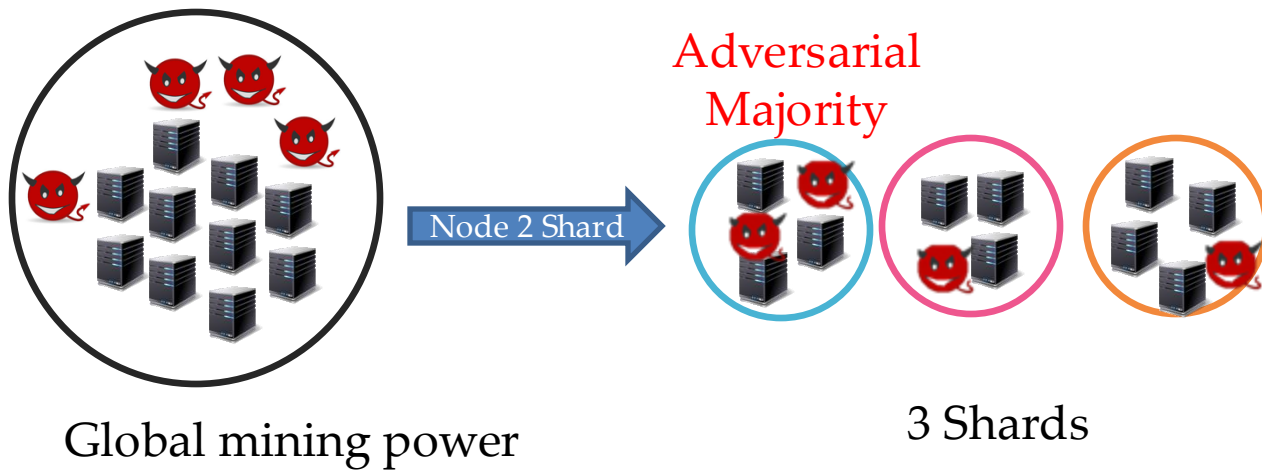 Adversarial
Majority
Node 2 Shard
Global mining power
3 Shards